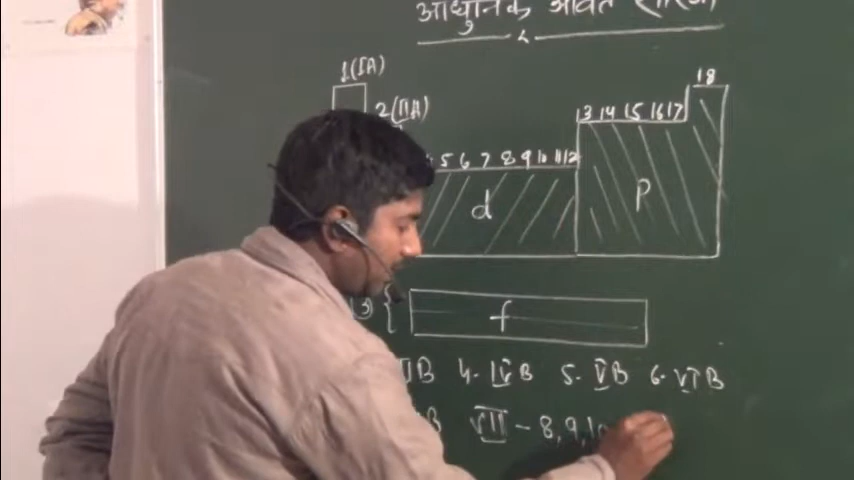 आधुनिक आवर्त सारणी
1(IA)
18
2(IIA)
13 14 15 16 17
5 6 7 8 9 10 11 12
d
p
f
IB 4. IVB 5. VB 6. VIB
B VIII - 8, 9, 10